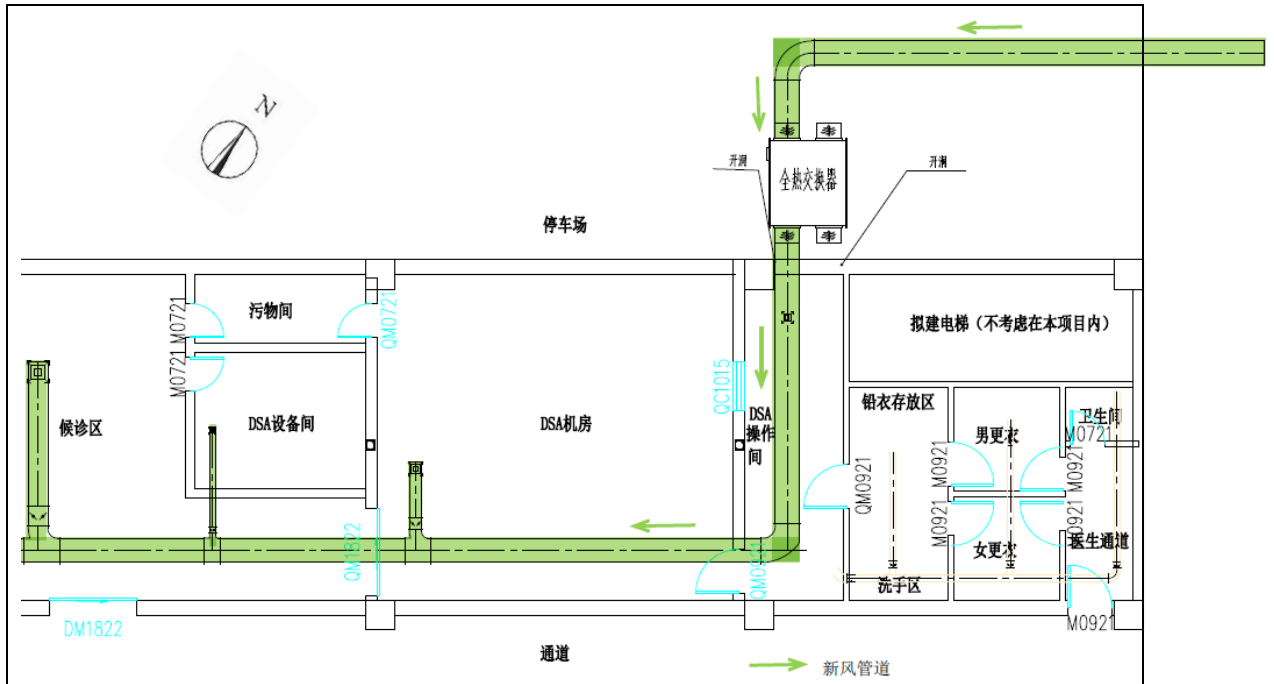 N
开洞
开洞
全热交换器
停车场
污物间
M0721
QM0721
拟建电梯（不考虑在本项目内）
M0721
QC1015
候诊区
DSA设备间
DSA机房
DSA
操作
间
铅衣存放区
男更衣
卫生间
M0721
QM0921
M0921
M0921
M0921
M0921
女更衣
医生通道
QM1822
QM0921
洗手区
DM1822
M0921
通道
新风管道